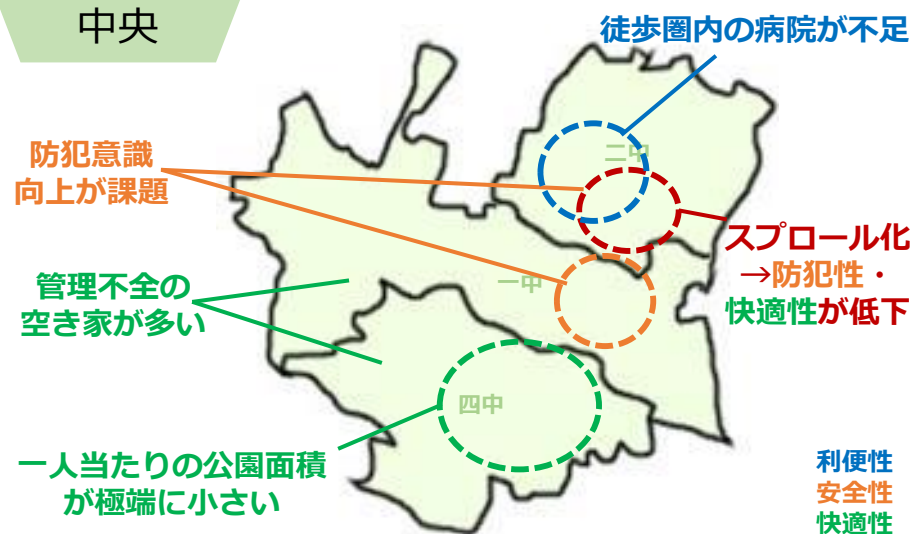 中央
徒歩圏内の病院が不足
二中
防犯意識
向上が課題
スプロール化
→防犯性・
快適性が低下
一中
管理不全の
空き家が多い
四中
一人当たりの公園面積
が極端に小さい
利便性
安全性
快適性